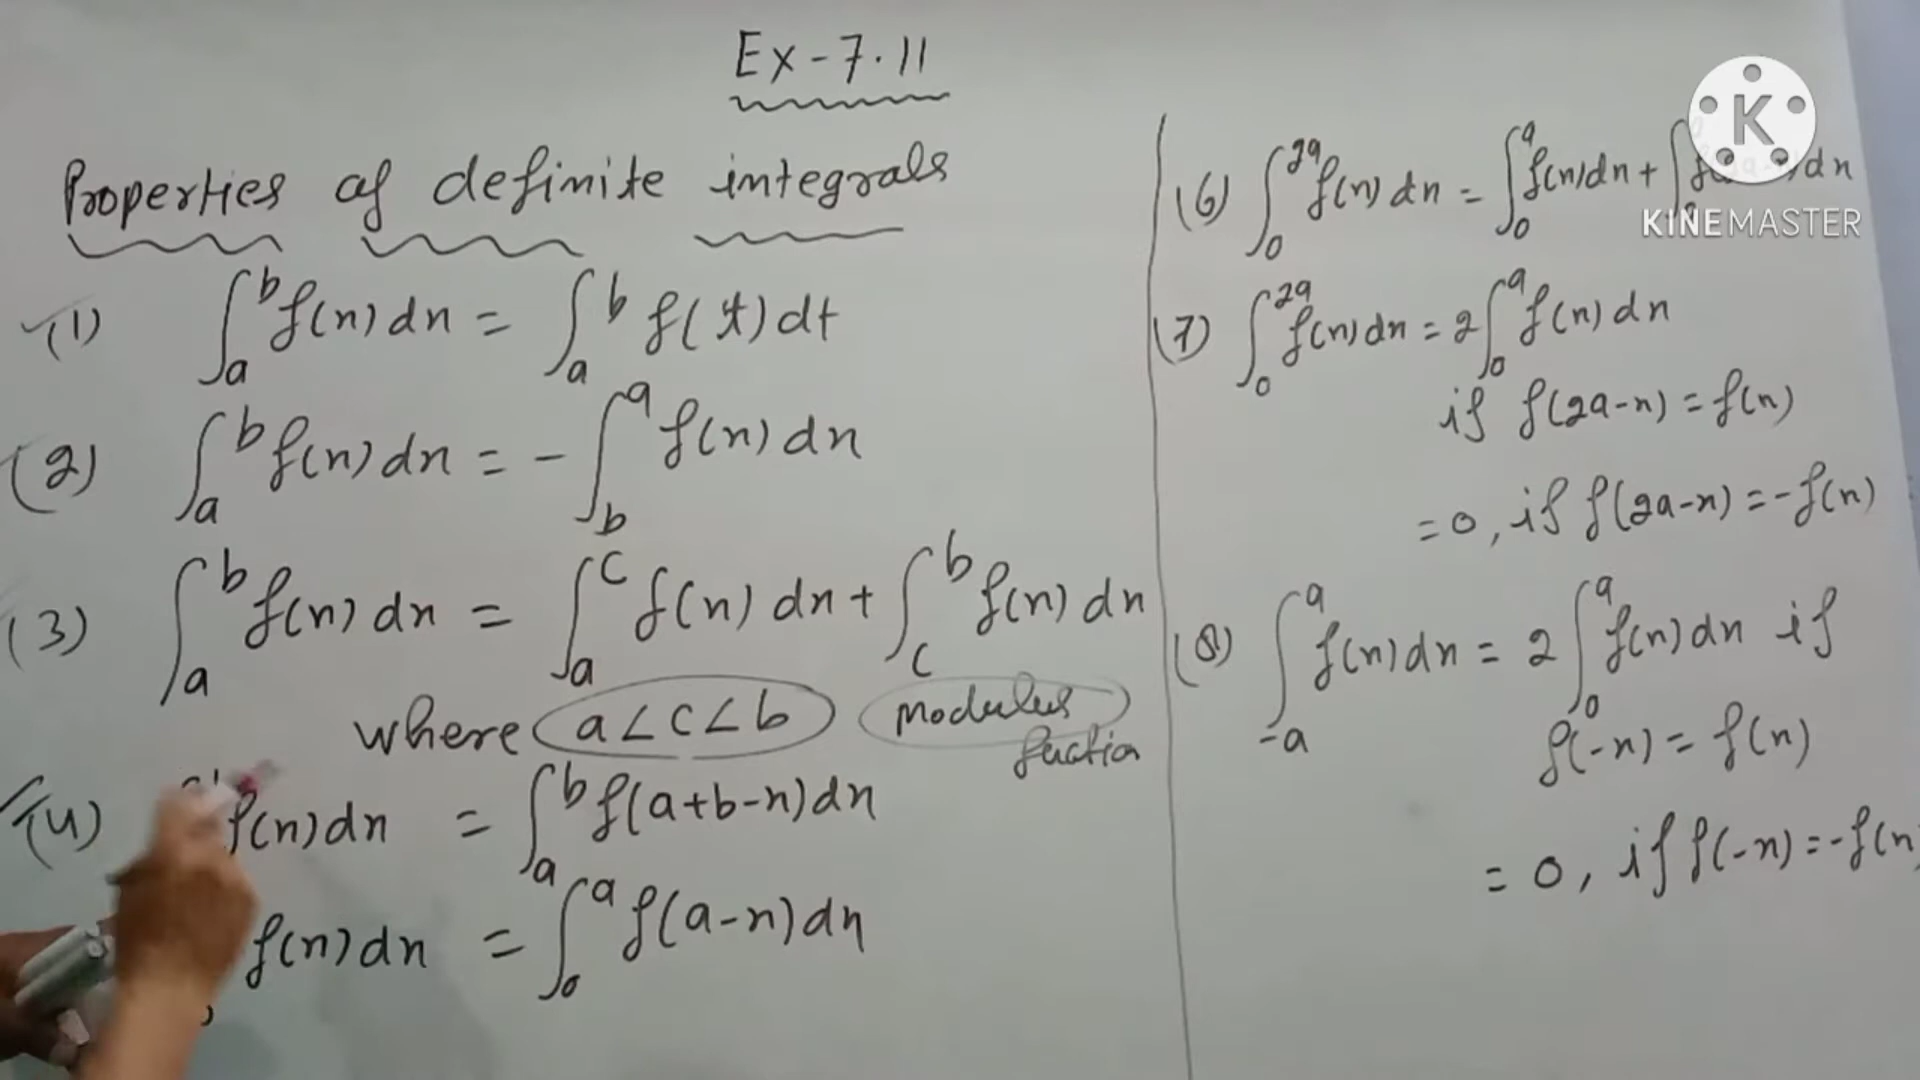 Ex-7.11
Properties of definite integrals
(1) ∫_a^b f(x) dx = ∫_a^b f(t) dt
(2) ∫_a^b f(x) dx = - ∫_b^a f(x) dx
(3) ∫_a^b f(x) dx = ∫_a^c f(x) dx + ∫_c^b f(x) dx
where a<c<b modulus
fuction
(4) f(x) dx = ∫_a^b f(a+b-x) dx
f(x) dx = ∫_0^a f(a-x) dx
(6) ∫_0^2a f(x) dx = ∫_0^a f(x) dx + ∫_0 dx
(7) ∫_0^2a f(x) dx = 2 ∫_0^a f(x) dx
if f(2a-x) = f(x)
=0, if f(2a-x) = -f(x)
(8) ∫_-a^a f(x) dx = 2 ∫_0^a f(x) dx if
f(-x) = f(x)
= 0, if f(-x) = -f(x
K
KINEMASTER